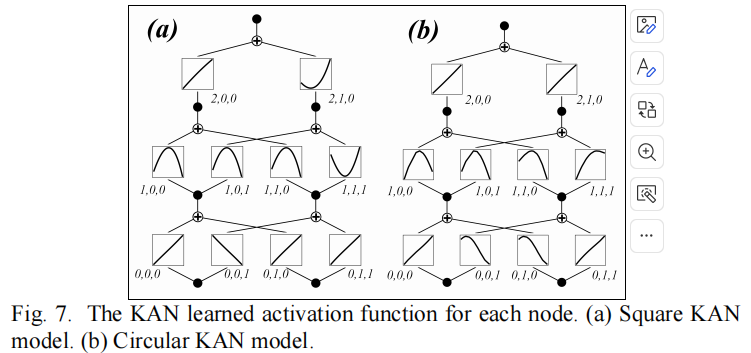 (a) (b)
2,0,0 2,1,0 2,0,0 2,1,0
1,0,0 1,0,1 1,1,0 1,1,1 1,0,0 1,0,1 1,1,0 1,1,1
0,0,0 0,0,1 0,1,0 0,1,1 0,0,0 0,0,1 0,1,0 0,1,1
Fig. 7. The KAN learned activation function for each node. (a) Square KAN
model. (b) Circular KAN model.